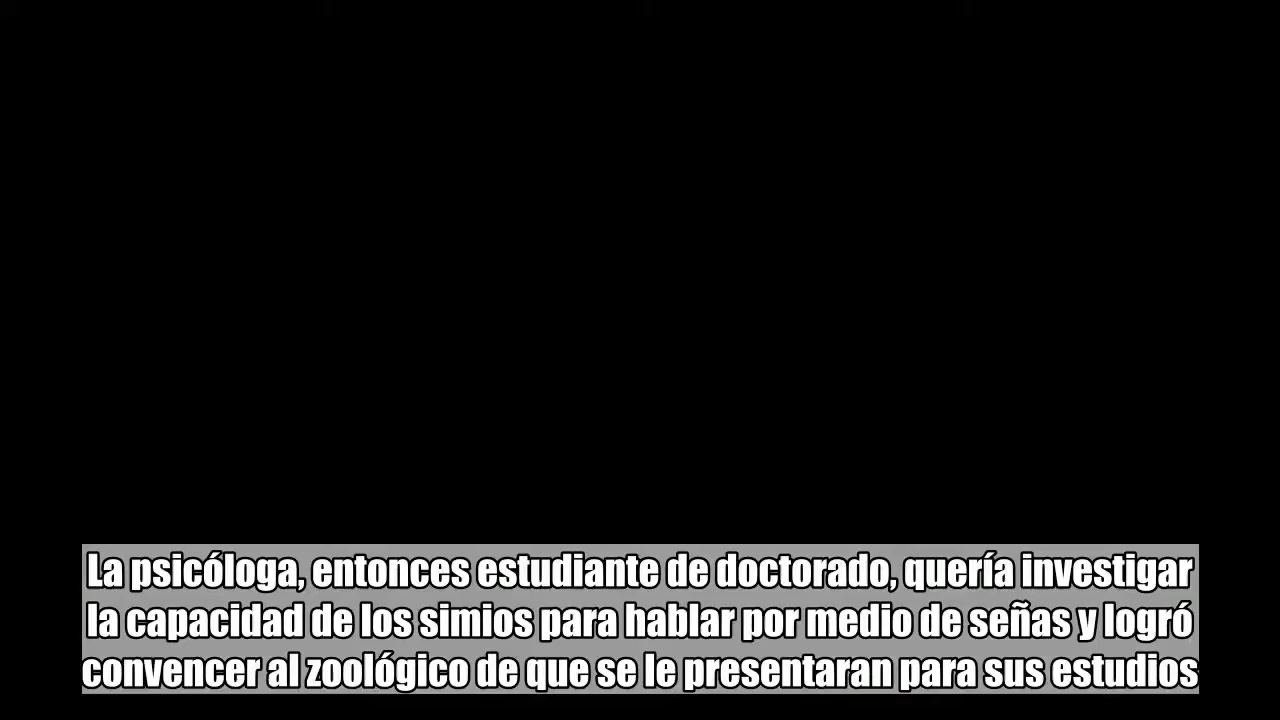 La psicóloga, entonces estudiante de doctorado, quería investigar
la capacidad de los simios para hablar por medio de señas y logró
convencer al zoológico de que se le presentaran para sus estudios